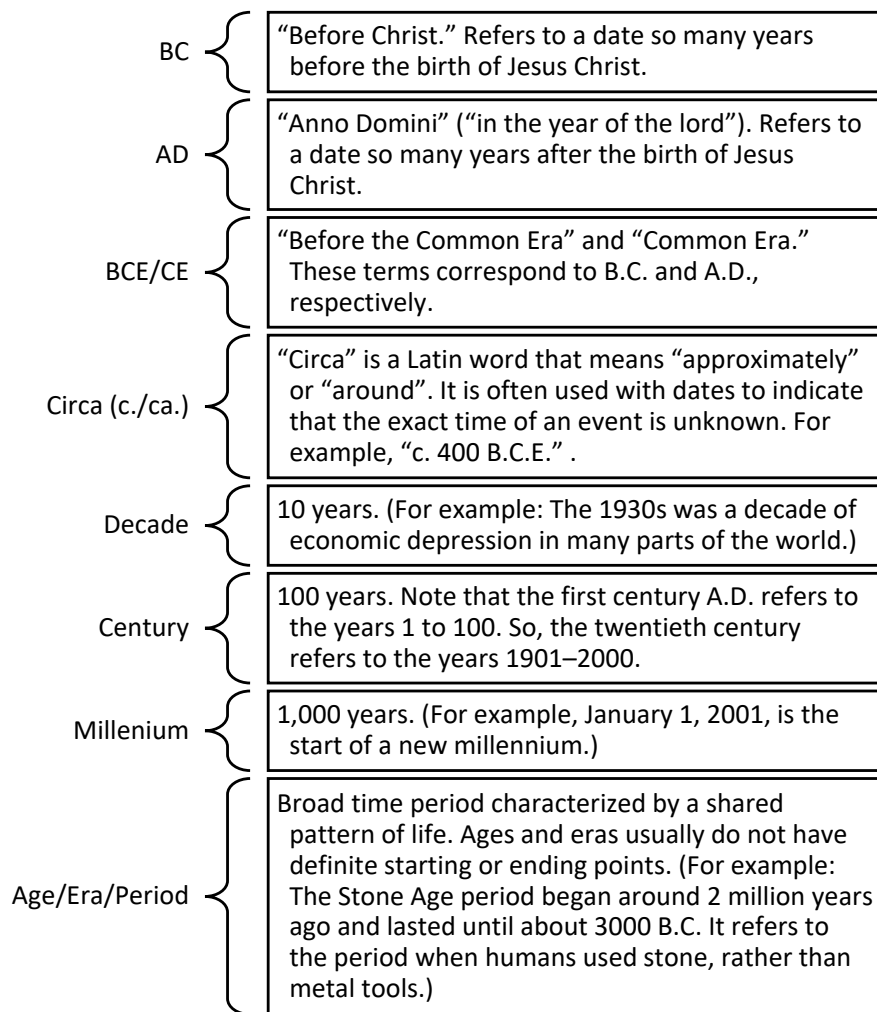 BC
“Before Christ.” Refers to a date so many years
before the birth of Jesus Christ.
AD
“Anno Domini” (“in the year of the lord”). Refers to
a date so many years after the birth of Jesus
Christ.
BCE/CE
“Before the Common Era” and “Common Era.”
These terms correspond to B.C. and A.D.,
respectively.
Circa (c./ca.)
“Circa” is a Latin word that means “approximately”
or “around”. It is often used with dates to indicate
that the exact time of an event is unknown. For
example, “c. 400 B.C.E.” .
Decade
10 years. (For example: The 1930s was a decade of
economic depression in many parts of the world.)
Century
100 years. Note that the first century A.D. refers to
the years 1 to 100. So, the twentieth century
refers to the years 1901–2000.
Millenium
1,000 years. (For example, January 1, 2001, is the
start of a new millennium.)
Age/Era/Period
Broad time period characterized by a shared
pattern of life. Ages and eras usually do not have
definite starting or ending points. (For example:
The Stone Age period began around 2 million years
ago and lasted until about 3000 B.C. It refers to
the period when humans used stone, rather than
metal tools.)